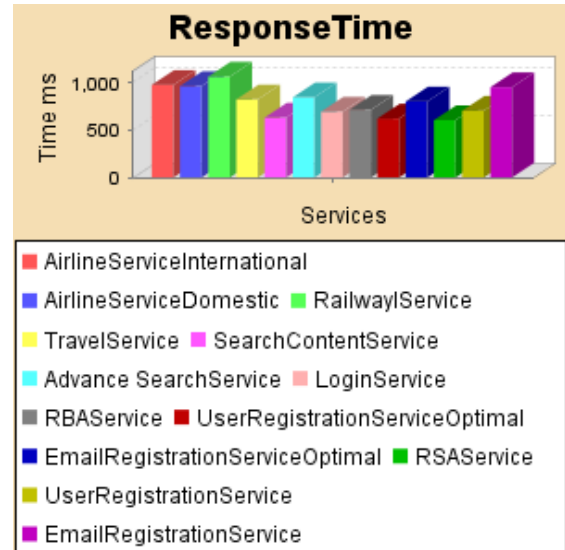 ResponseTime
Time ms
1,000
500
0
Services
AirlineServiceInternational
AirlineServiceDomestic RailwaylService
TravelService SearchContentService
Advance SearchService LoginService
RBAService UserRegistrationServiceOptimal
EmailRegistrationServiceOptimal RSAService
UserRegistrationService
EmailRegistrationService